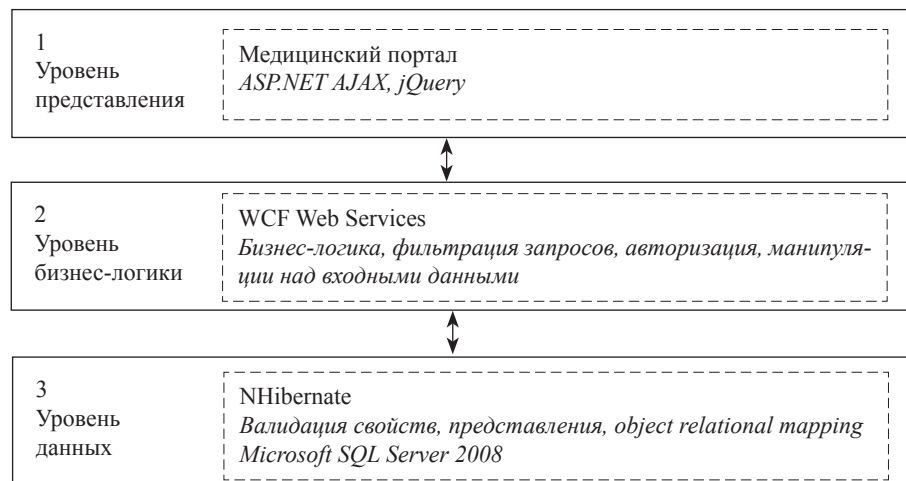 1
Уровень
представления
Медицинский портал
ASP.NET AJAX, jQuery
2
Уровень
бизнес-логики
WCF Web Services
Бизнес-логика, фильтрация запросов, авторизация, манипуля-
ции над входными данными
3
Уровень
данных
NHibernate
Валидация свойств, представления, object relational mapping
Microsoft SQL Server 2008